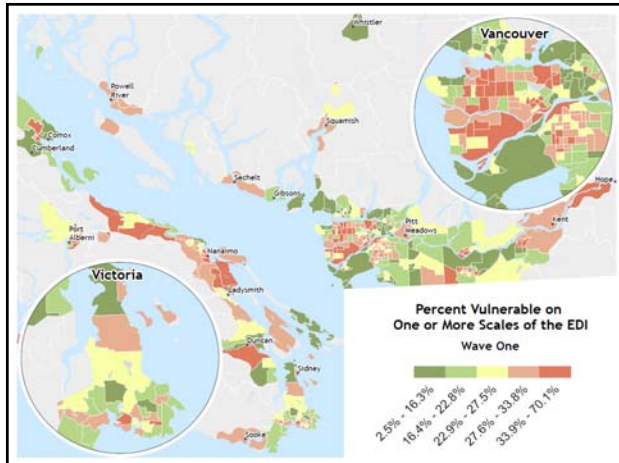 Whistler
Vancouver
Powell
River
Squamish
Comox
Cumberland
Sechelt
Gibsons
Hope
Pitt
Meadows
Kent
Port
Alberni
Nanaimo
Ladysmith
Victoria
Duncan
Sidney
Sooke
Percent Vulnerable on
One or More Scales of the EDI
Wave One
2.5% - 16.3%
16.4% - 22.8%
22.9% - 27.5%
27.6% - 33.8%
33.9% - 70.1%